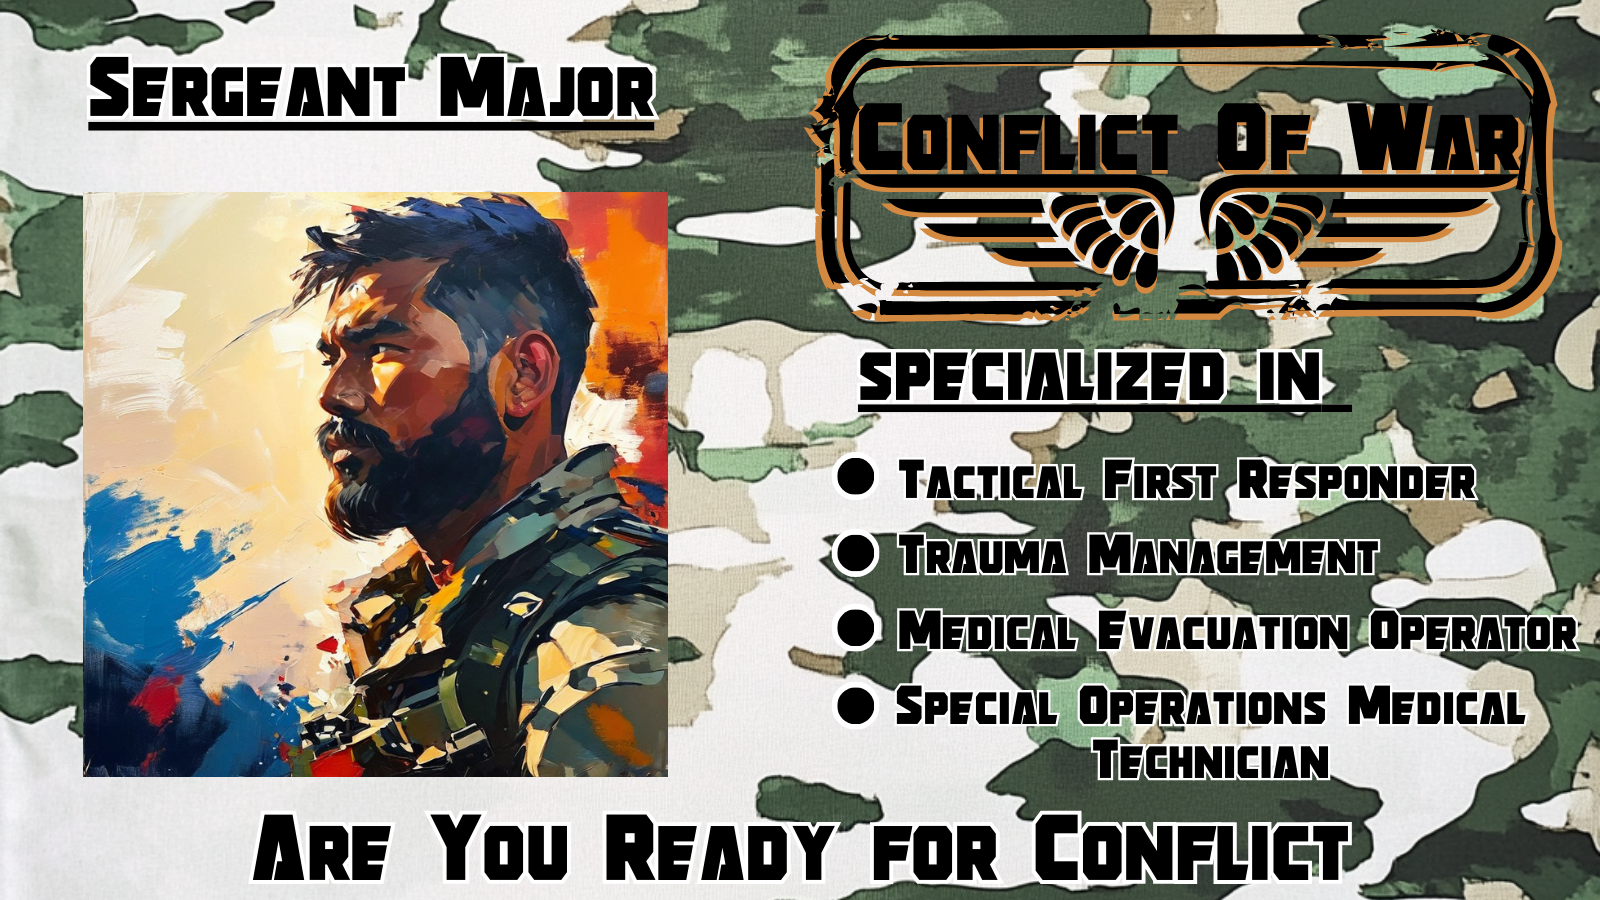 Sergeant Major
Conflict Of War
SPECIALIZED IN
Tactical First Responder
Trauma Management
Medical Evacuation Operator
Special Operations Medical
Technician
Are You Ready for Conflict